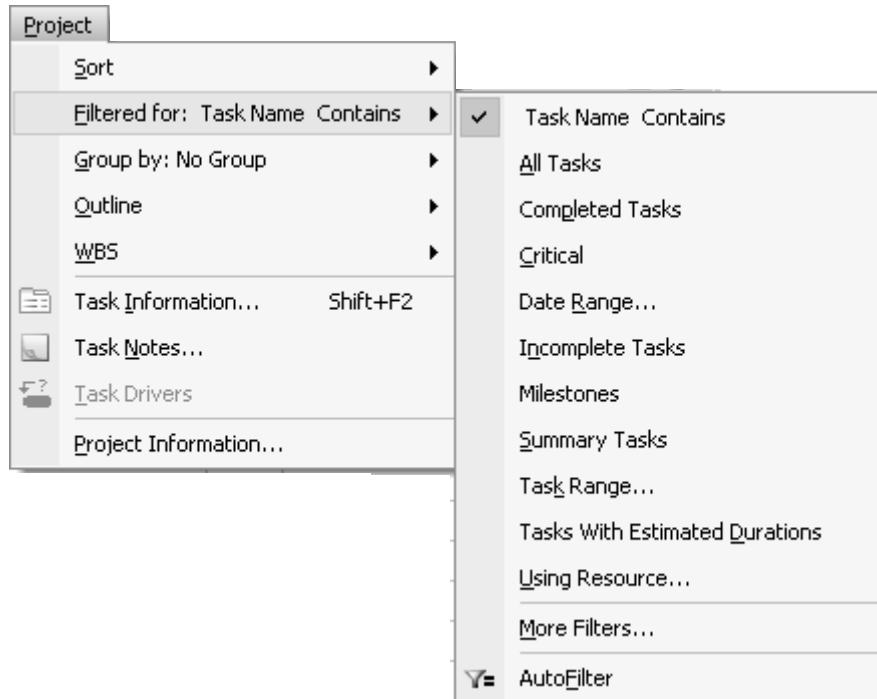 Project
Sort
Filtered for: Task Name Contains
Group by: No Group
Outline
WBS
Task Information... Shift+F2
Task Notes...
Task Drivers
Project Information...
Task Name Contains
All Tasks
Completed Tasks
Critical
Date Range...
Incomplete Tasks
Milestones
Summary Tasks
Task Range...
Tasks With Estimated Durations
Using Resource...
More Filters...
AutoFilter